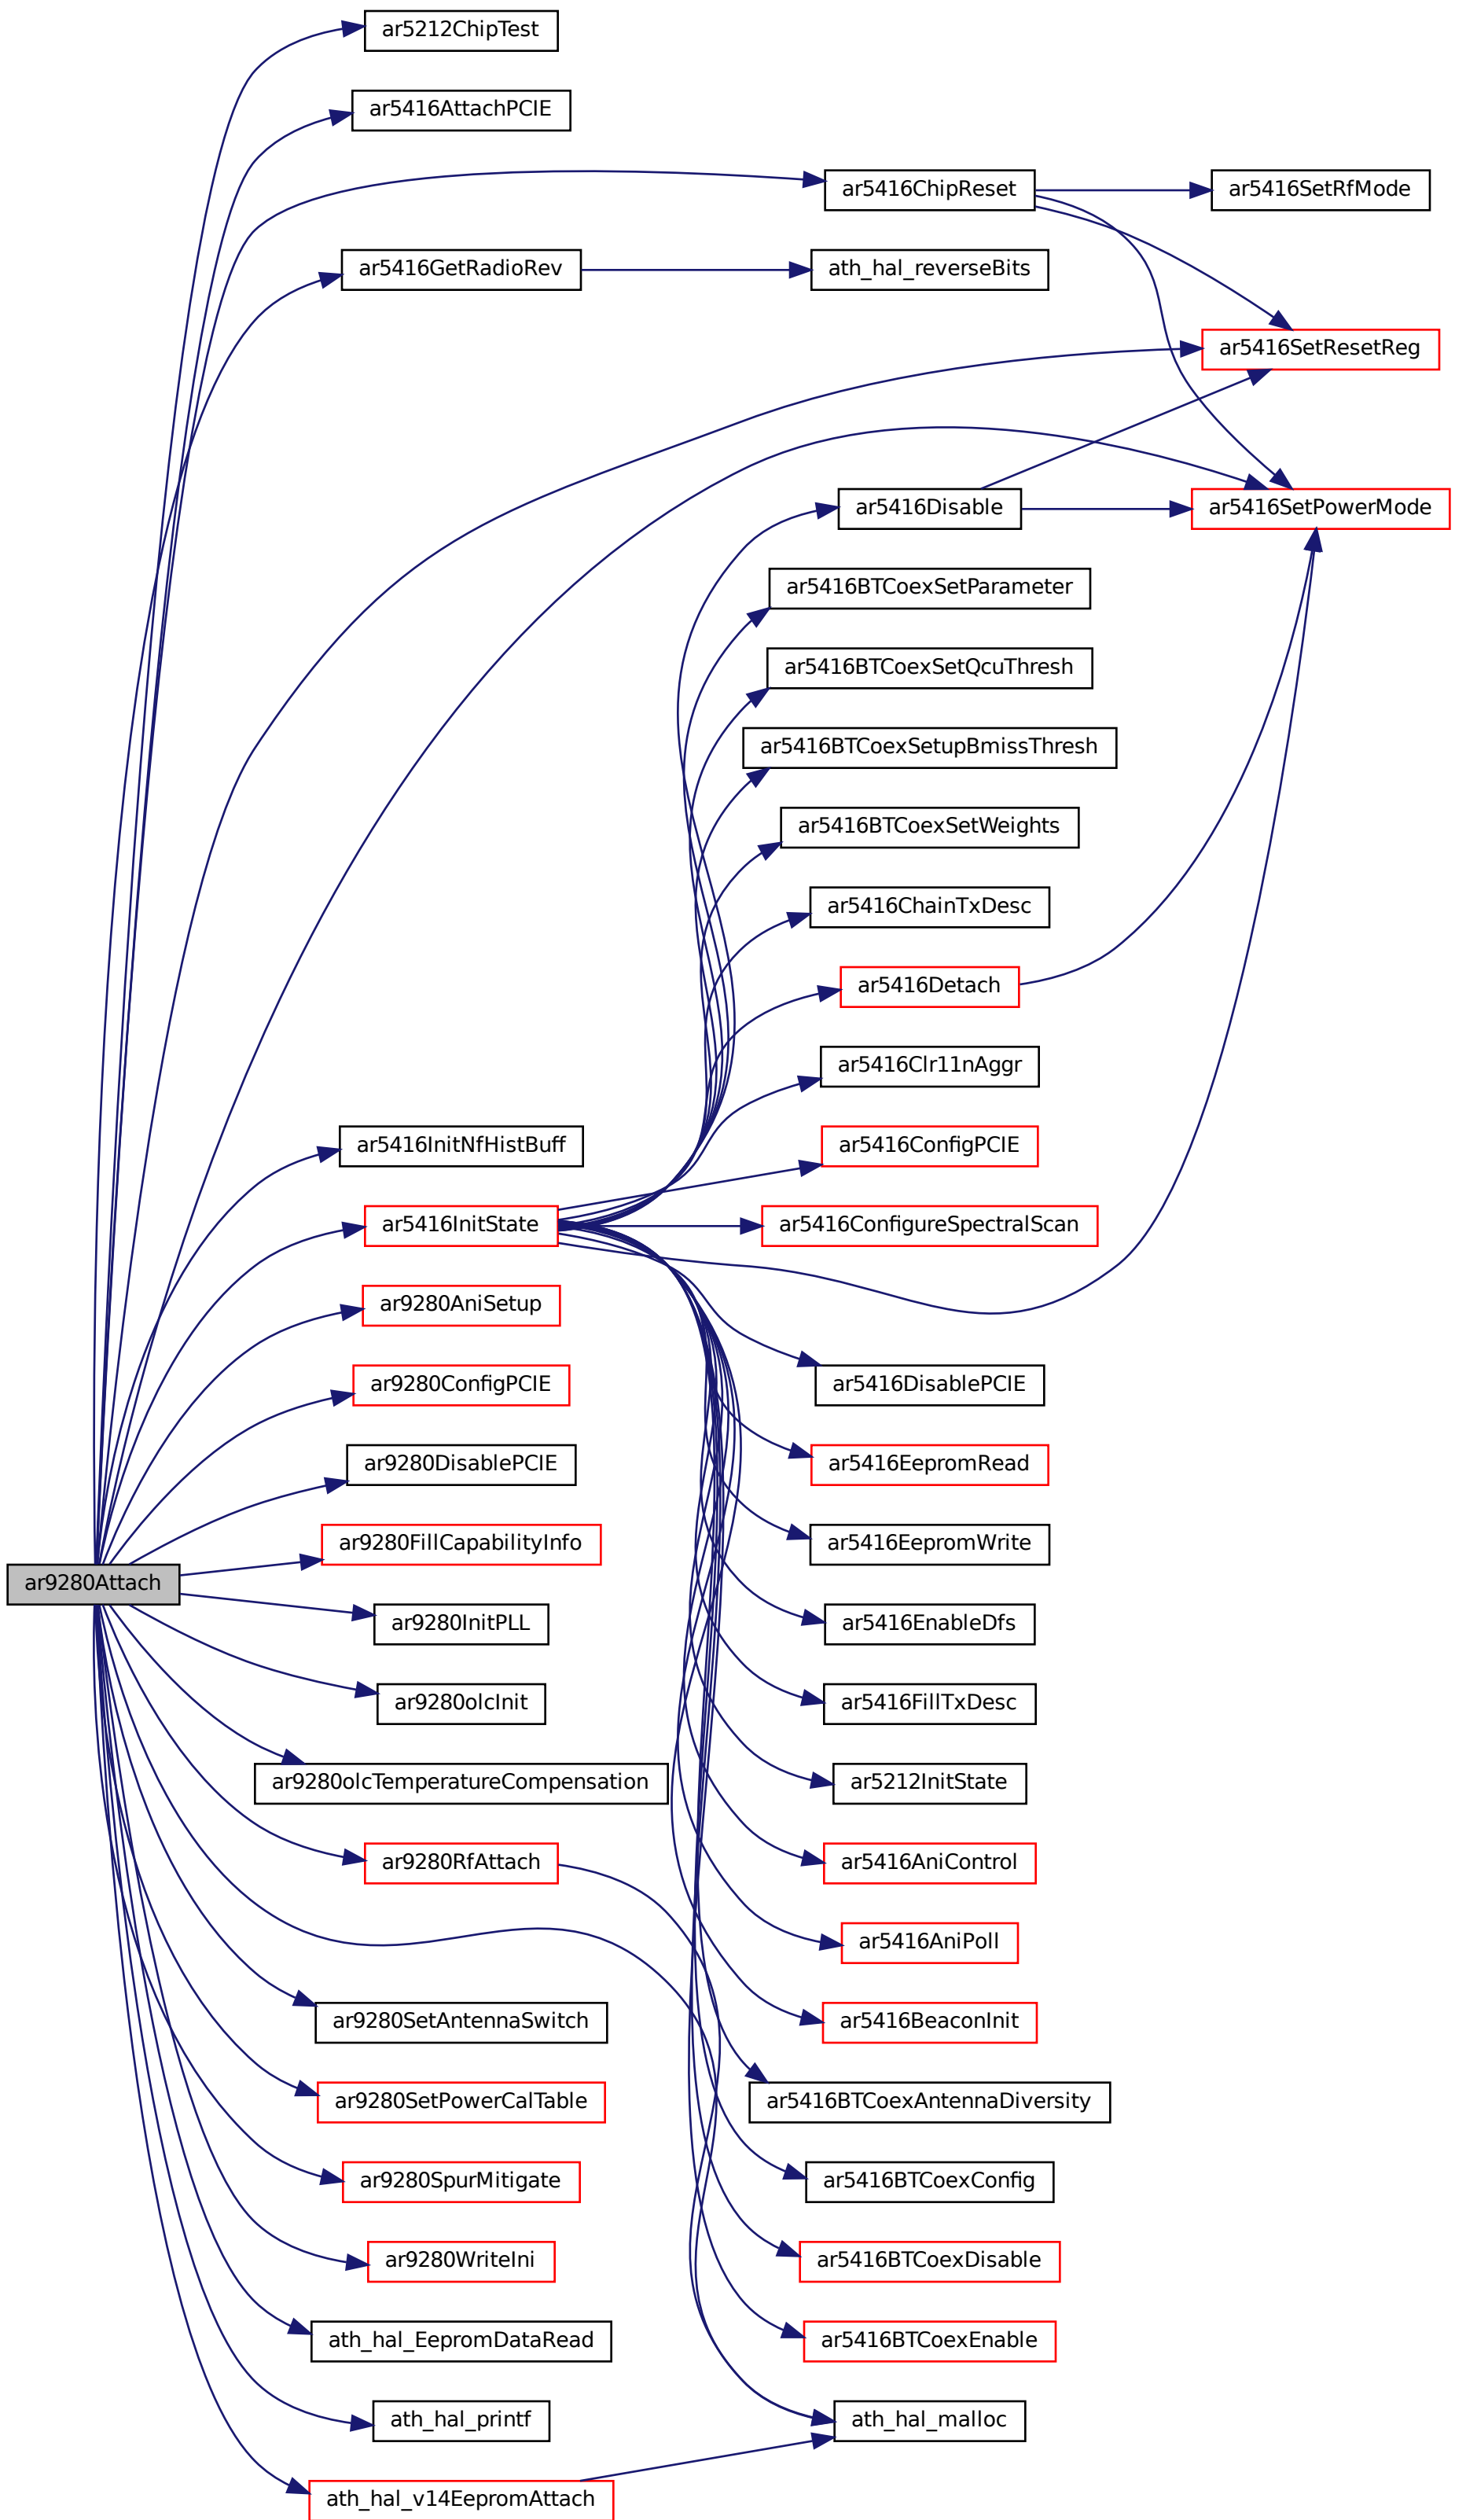 ar5212ChipTest
ar5416AttachPCIE
ar5416ChipReset
ar5416SetRfMode
ar5416GetRadioRev
ath_hal_reverseBits
ar5416SetResetReg
ar5416Disable
ar5416SetPowerMode
ar5416BTCoexSetParameter
ar5416BTCoexSetQcuThresh
ar5416BTCoexSetupBmissThresh
ar5416BTCoexSetWeights
ar5416ChainTxDesc
ar5416Detach
ar5416Clr11nAggr
ar5416InitNfHistBuff
ar5416ConfigPCIE
ar5416InitState
ar5416ConfigureSpectralScan
ar9280AniSetup
ar9280ConfigPCIE
ar5416DisablePCIE
ar9280DisablePCIE
ar5416EepromRead
ar9280FillCapabilityInfo
ar5416EepromWrite
ar9280Attach
ar9280InitPLL
ar5416EnableDfs
ar9280olcInit
ar5416FillTxDesc
ar9280olcTemperatureCompensation
ar5212InitState
ar9280RfAttach
ar5416AniControl
ar5416AniPoll
ar9280SetAntennaSwitch
ar5416BeaconInit
ar9280SetPowerCalTable
ar5416BTCoexAntennaDiversity
ar9280SpurMitigate
ar5416BTCoexConfig
ar9280WriteIni
ar5416BTCoexDisable
ath_hal_EepromDataRead
ar5416BTCoexEnable
ath_hal_printf
ath_hal_malloc
ath_hal_v14EepromAttach